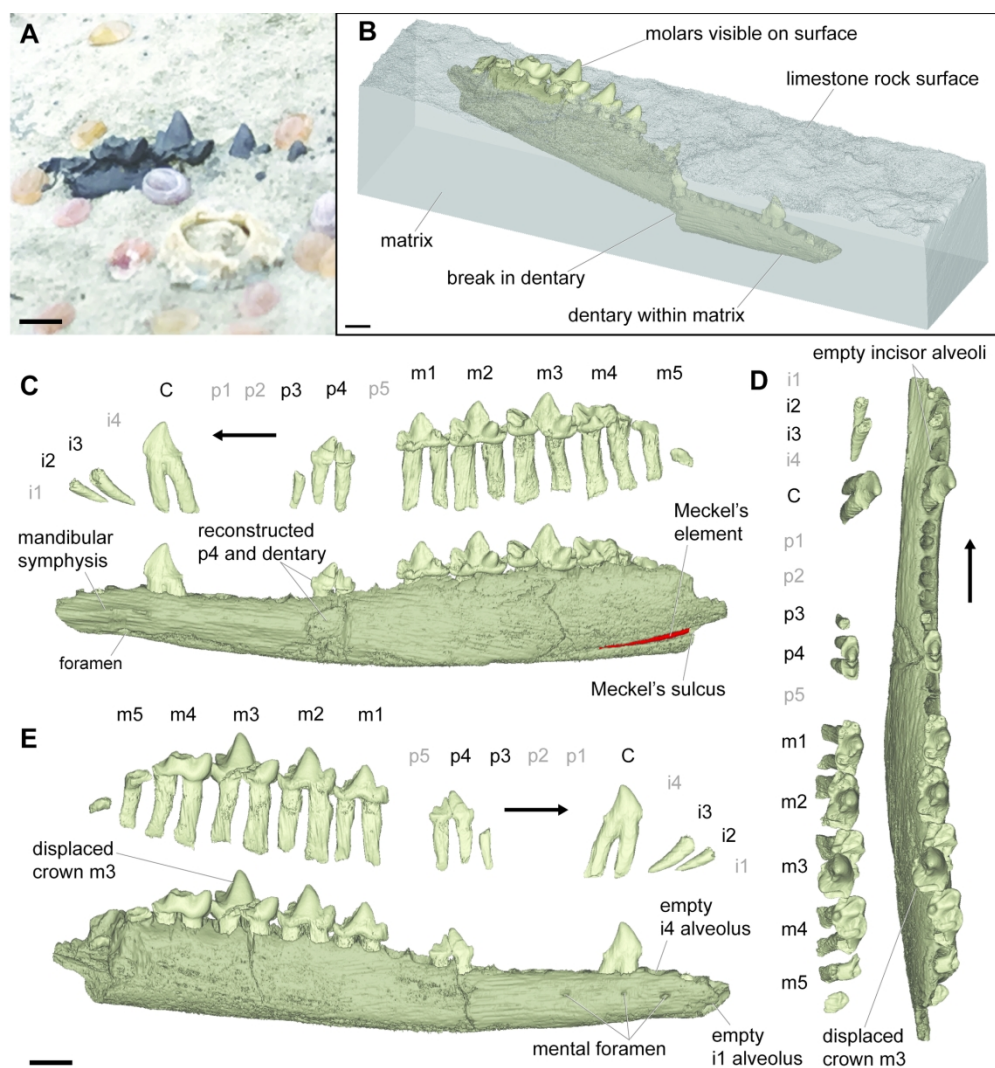 A
B
molars visible on surface
limestone rock surface
matrix
break in dentary
dentary within matrix
C
i1
i2
i3
i4
C
p1
p2
p3
p4
p5
m1
m2
m3
m4
m5
mandibular
symphysis
reconstructed
p4 and dentary
Meckel's
element
foramen
Meckel's sulcus
D
empty incisor alveoli
i1
i2
i3
i4
C
p1
p2
p3
p4
p5
m1
m2
m3
m4
m5
displaced
crown m3
E
m5
m4
m3
m2
m1
p5
p4
p3
p2
p1
C
i4
i3
i2
i1
displaced
crown m3
empty
i4 alveolus
mental foramen
empty
i1 alveolus